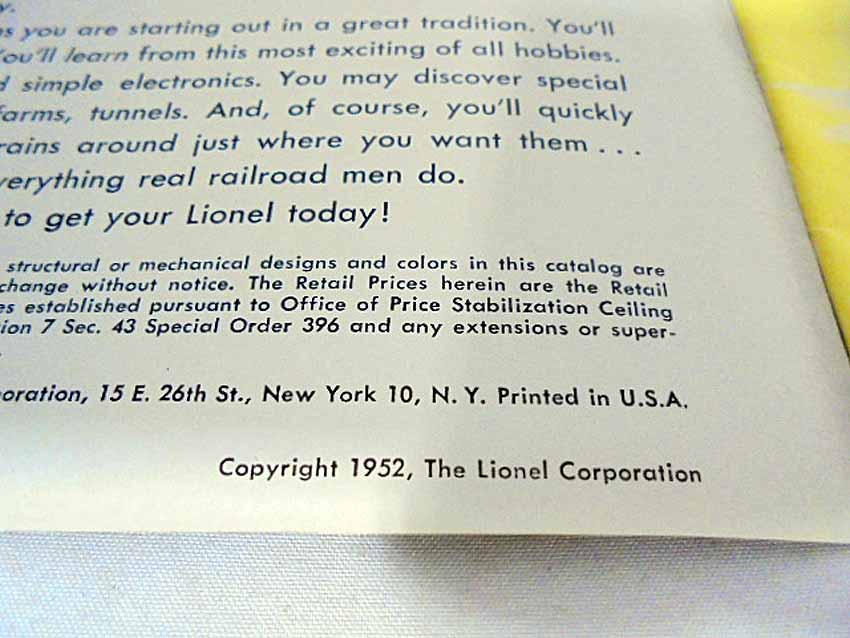 y.
s you are starting out in a great tradition. You'll
ou'll learn from this most exciting of all hobbies.
d simple electronics. You may discover special
arms, tunnels. And, of course, you'll quickly
rains around just where you want them . . .
verything real railroad men do.
to get your Lionel today!
structural or mechanical designs and colors in this catalog are
change without notice. The Retail Prices herein are the Retail
es established pursuant to Office of Price Stabilization Ceiling
ion 7 Sec. 43 Special Order 396 and any extensions or super-
.
oration, 15 E. 26th St., New York 10, N. Y. Printed in U.S.A.
Copyright 1952, The Lionel Corporation